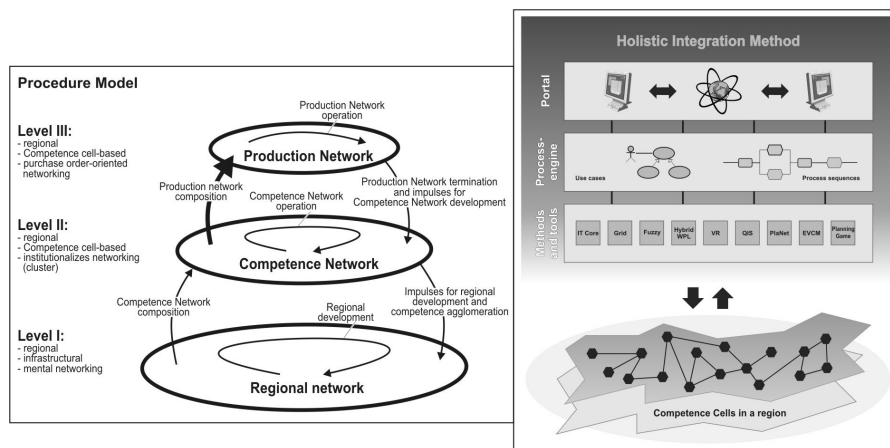 Procedure Model
Level III:
- regional
- Competence cell-based
- purchase order-oriented
networking
Production Network
operation
Production Network
Production network
composition
Competence Network
operation
Production Network termination
and impulses for
Competence Network development
Level II:
- regional
- Competence cell-based
- institutionalizes networking
(cluster)
Competence Network
Competence Network
composition
Regional
development
Impulses for regional
development and
competence agglomeration
Level I:
- regional
- infrastructural
- mental networking
Regional network
Holistic Integration Method
Portal
Process-
engine
Use cases
Process sequences
Methods
and tools
IT Core
Grid
Fuzzy
Hybrid
WPL
VR
QIS
PlaNet
EVCM
Planning
Game
Competence Cells in a region